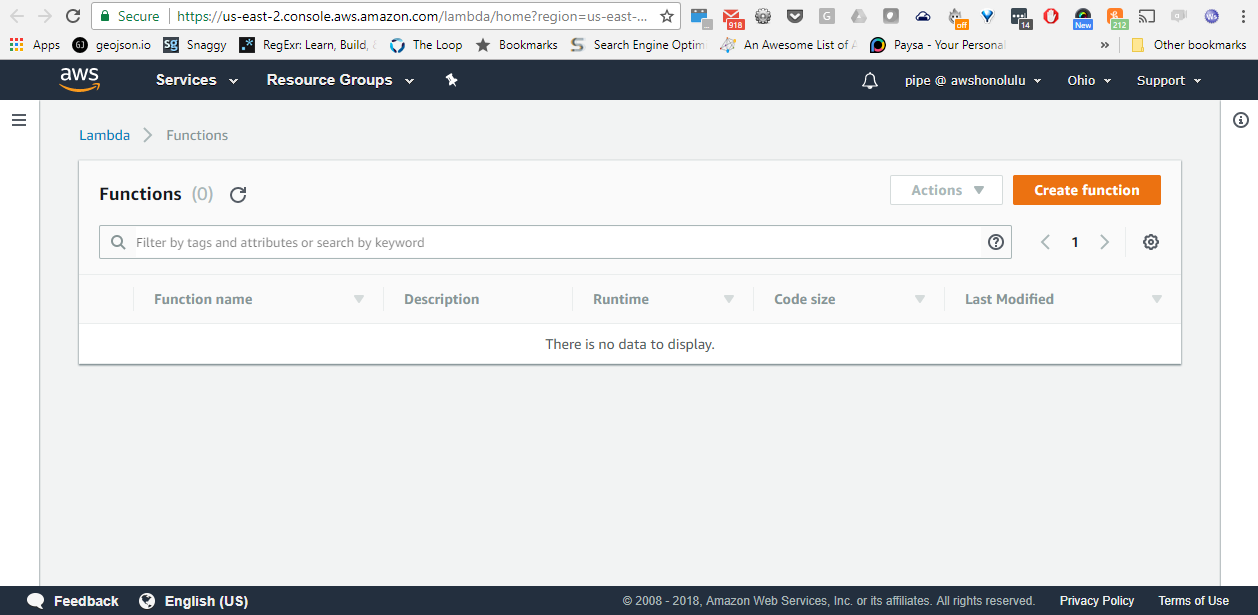 Secure https://us-east-2.console.aws.amazon.com/lambda/home?region=us-east-... 918 G off 14 New 212 Ws
Apps GJ geojson.io Sg Snaggy .* RegExr: Learn, Build, The Loop Bookmarks S Search Engine Optim An Awesome List of Paysa - Your Persona » Other bookmarks
aws Services Resource Groups pipe @ awshonolulu Ohio Support
Lambda Functions
Functions (0) Actions Create function
Filter by tags and attributes or search by keyword 1
Function name Description Runtime Code size Last Modified
There is no data to display.
Feedback English (US) © 2008 - 2018, Amazon Web Services, Inc. or its affiliates. All rights reserved. Privacy Policy Terms of Use